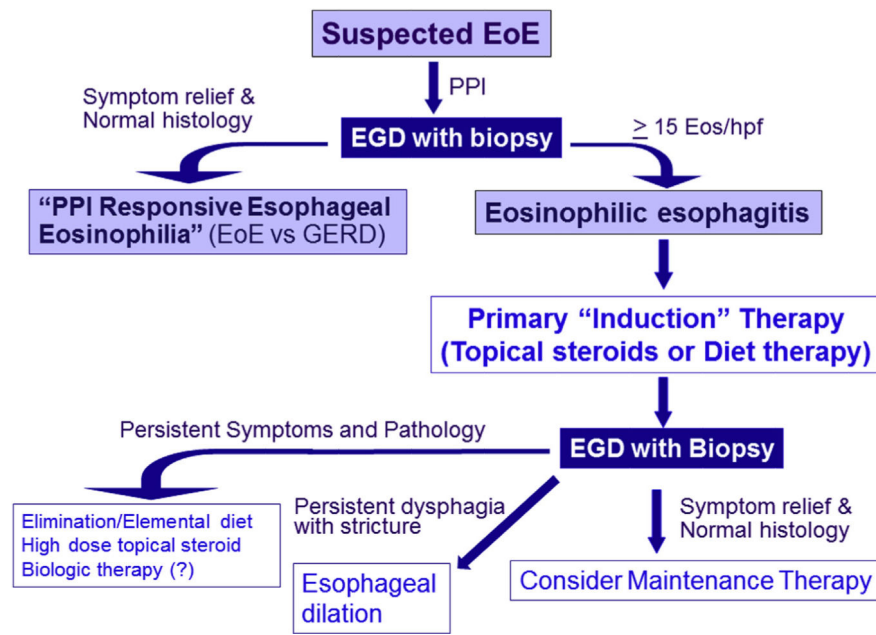 Suspected EoE
PPI
Symptom relief &
Normal histology
EGD with biopsy
≥ 15 Eos/hpf
“PPI Responsive Esophageal
Eosinophilia” (EoE vs GERD)
Eosinophilic esophagitis
Primary “Induction” Therapy
(Topical steroids or Diet therapy)
Persistent Symptoms and Pathology
EGD with Biopsy
Elimination/Elemental diet
High dose topical steroid
Biologic therapy (?)
Persistent dysphagia
with stricture
Symptom relief &
Normal histology
Esophageal
dilation
Consider Maintenance Therapy